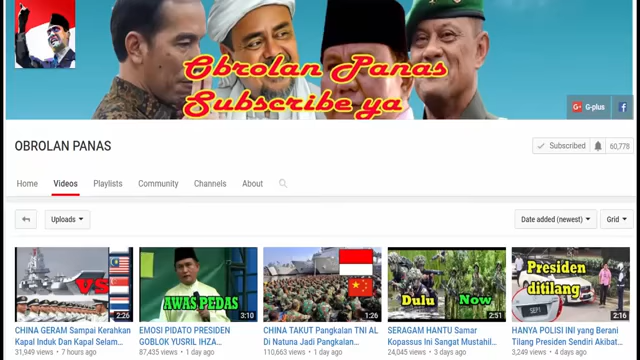 Obrolan Panas
Subscribe ya
G-plus
OBROLAN PANAS
Subscribed 60,778
Home Videos Playlists Community Channels About
Uploads Date added (newest) Grid
VS
2:26
AWAS PEDAS
3:10
1:26
Dulu Now
2:51
Presiden
ditilang
4:16
CHINA GERAM Sampai Kerahkan
Kapal Induk Dan Kapal Selam...
31,949 views • 7 hours ago
EMOSI PIDATO PRESIDEN
GOBLOK YUSRIL IHZA...
87,435 views • 1 day ago
CHINA TAKUT Pangkalan TNI AL
Di Natuna Jadi Pangkalan...
110,663 views • 1 day ago
SERAGAM HANTU Samar
Kopassus Ini Sangat Mustahil...
24,045 views • 3 days ago
HANYA POLISI INI yang Berani
Tilang Presiden Sendiri Akibat...
3,249 views • 4 days ago